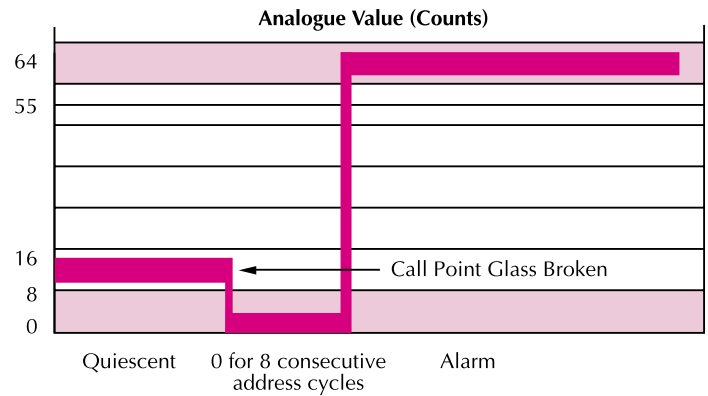 Analogue Value (Counts)
64
55
16
Call Point Glass Broken
8
0
Quiescent
0 for 8 consecutive
address cycles
Alarm